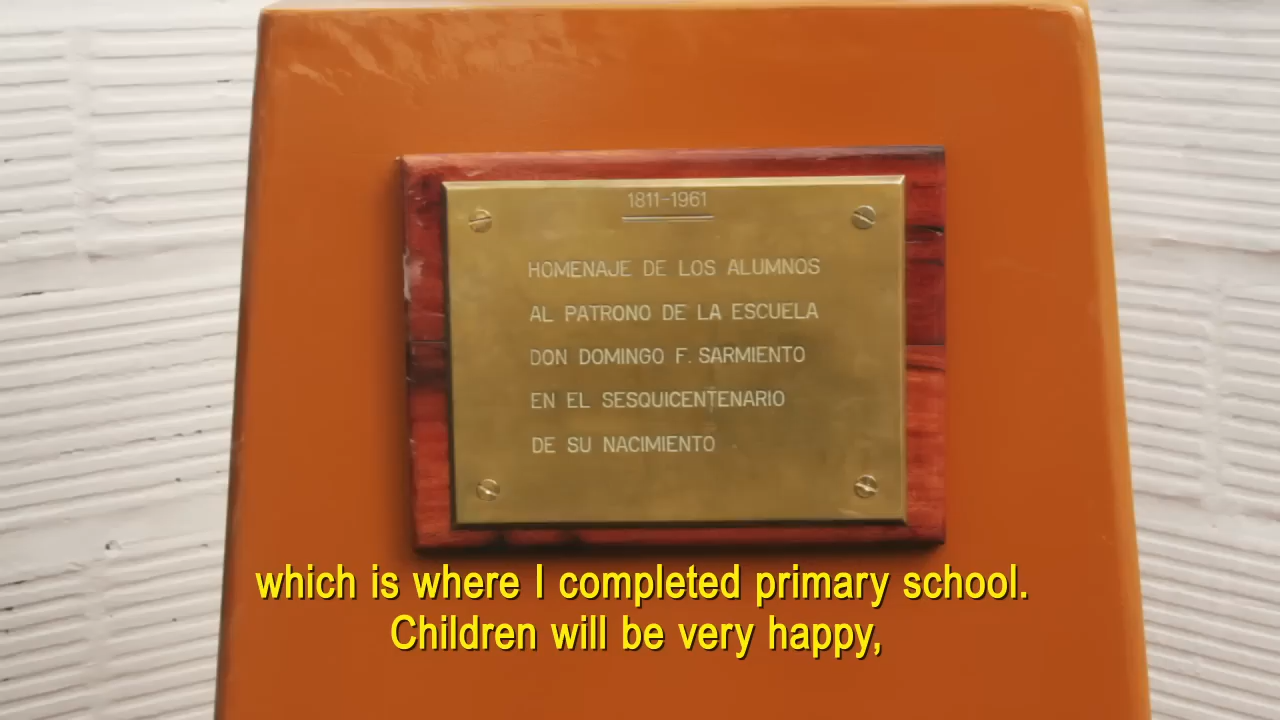 1811-1961
HOMENAJE DE LOS ALUMNOS
AL PATRONO DE LA ESCUELA
DON DOMINGO F. SARMIENTO
EN EL SESQUICENTENARIO
DE SU NACIMIENTO
which is where I completed primary school.
Children will be very happy,